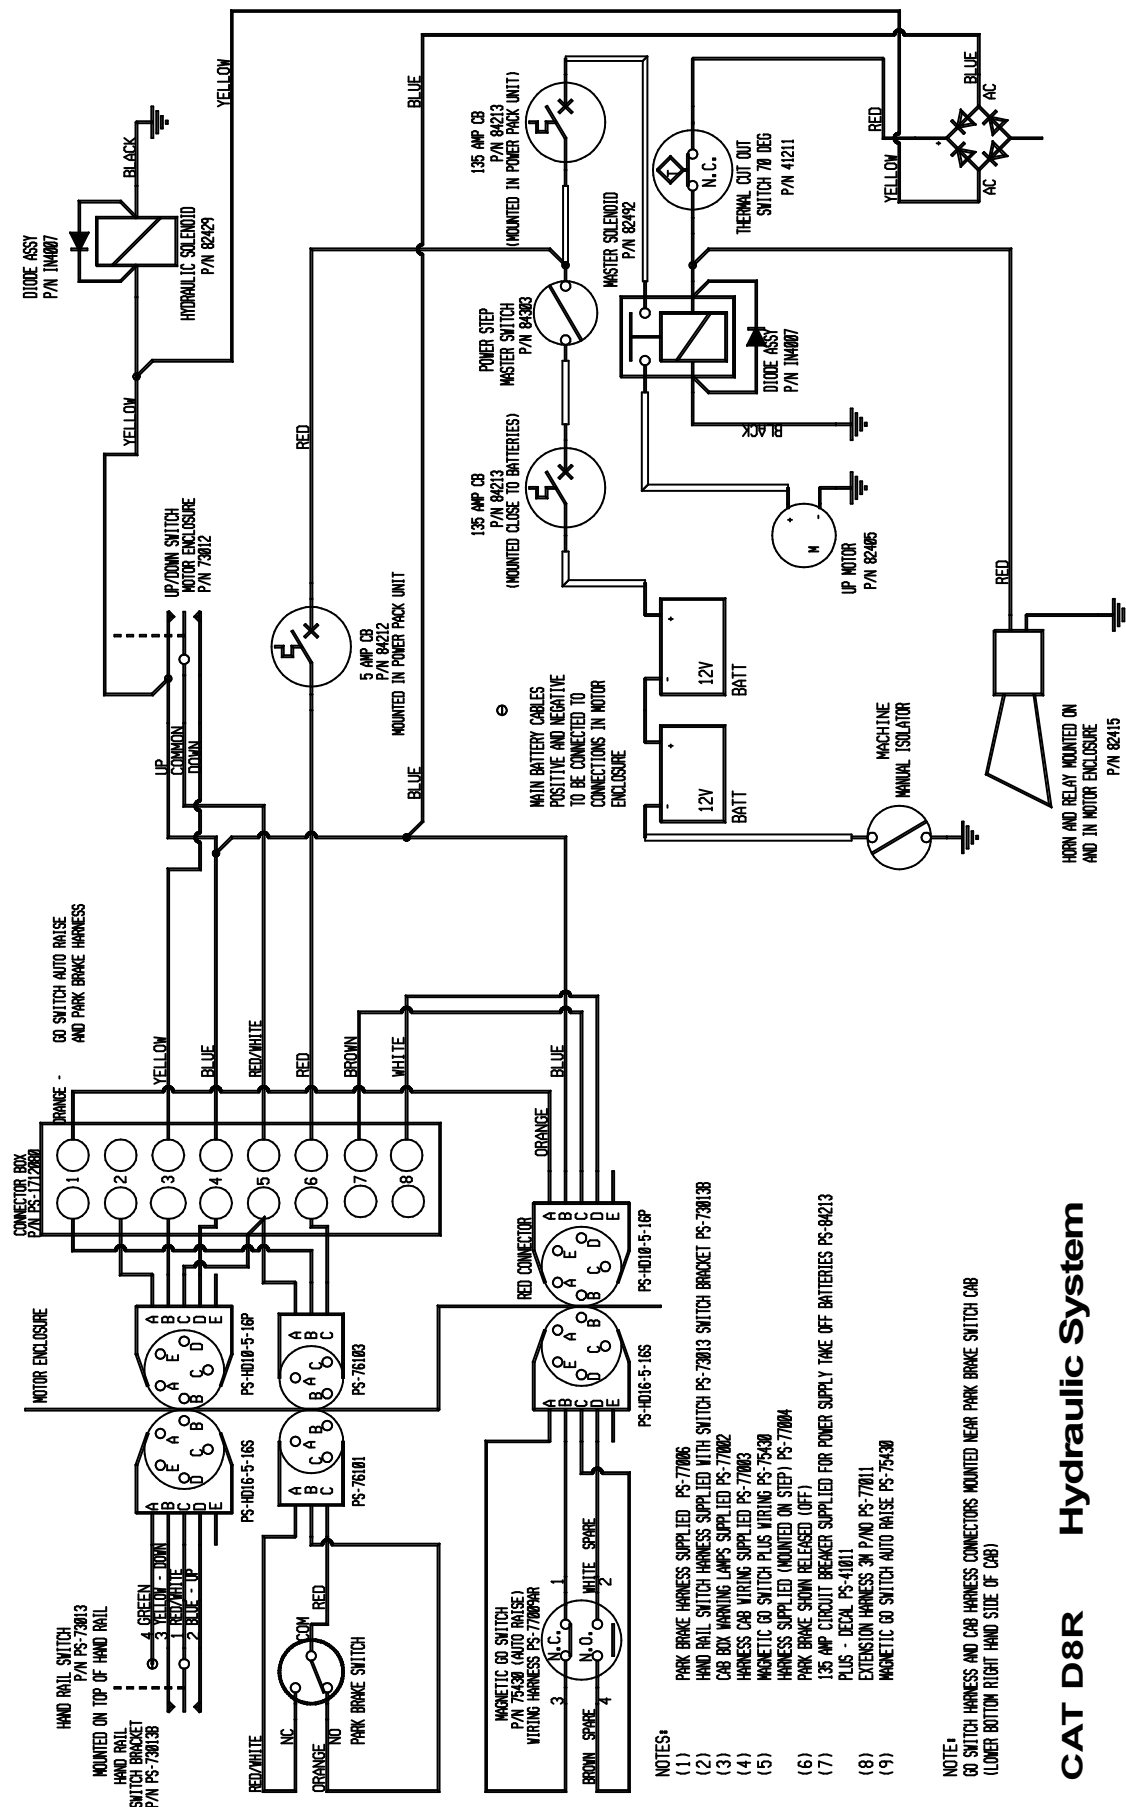 CAT D8R Hydraulic System
HAND RAIL SWITCH
P/N PS-73013
MOUNTED ON TOP OF HAND RAIL
HAND RAIL
SWITCH BRACKET
P/N PS-73013B
4 GREEN
3 YELLOW - DOWN
1 RED/WHITE
2 BLUE - UP
A
B
C
D
E
PS-HD16-5-16S
A
B
C
D
E
MOTOR ENCLOSURE
A
B
C
D
E
A
B
C
D
E
PS-HD10-5-16P
CONNECTOR BOX
P/N PS-1712080
1
2
3
4
5
6
7
8
ORANGE -
GO SWITCH AUTO RAISE
AND PARK BRAKE HARNESS
YELLOW
BLUE
RED/WHITE
RED
BROWN
WHITE
UP
COMMON
DOWN
UP/DOWN SWITCH
MOTOR ENCLOSURE
P/N 73012
YELLOW
DIODE ASSY
P/N IN4007
HYDRAULIC SOLENOID
P/N 82429
BLACK
YELLOW
RED/WHITE
NC
ORANGE
NO
COM
RED
PARK BRAKE SWITCH
A
B
C
PS-76101
A
B
C
A
B
C
PS-76103
A
B
C
5 AMP CB
P/N 84212
MOUNTED IN POWER PACK UNIT
RED
BLUE
BLUE
MAGNETIC GO SWITCH
P/N 75430 (AUTO RAISE)
WIRING HARNESS PS-77009AR
3
N.C.
1
BROWN SPARE
4
N.O.
2
WHITE SPARE
A
B
C
D
E
PS-HD16-5-16S
A
B
C
D
E
RED CONNECTOR
A
B
C
D
E
A
B
C
D
E
PS-HD10-5-16P
ORANGE
BLUE
MAIN BATTERY CABLES
POSITIVE AND NEGATIVE
TO BE CONNECTED TO
CONNECTIONS IN MOTOR
ENCLOSURE
135 AMP CB
P/N 84213
(MOUNTED CLOSE TO BATTERIES)
POWER STEP
MASTER SWITCH
P/N 84303
135 AMP CB
P/N 84213
(MOUNTED IN POWER PACK UNIT)
MASTER SOLENOID
P/N 82492
N.C.
T
THERMAL CUT OUT
SWITCH 70 DEG
P/N 41211
DIODE ASSY
P/N IN4007
BLACK
RED
YELLOW
BLUE
AC
AC
+
12V
BATT
-
+
12V
BATT
-
+
MACHINE
MANUAL ISOLATOR
M
+
-
UP MOTOR
P/N 82405
RED
HORN AND RELAY MOUNTED ON
AND IN MOTOR ENCLOSURE
P/N 82415
NOTES:
(1) PARK BRAKE HARNESS SUPPLIED PS-77006
(2) HAND RAIL SWITCH HARNESS SUPPLIED WITH SWITCH PS-73013 SWITCH BRACKET PS-73013B
(3) CAB BOX WARNING LAMPS SUPPLIED PS-77002
(4) HARNESS CAB WIRING SUPPLIED PS-77003
(5) MAGNETIC GO SWITCH PLUS WIRING PS-75430
HARNESS SUPPLIED (MOUNTED ON STEP) PS-77004
(6) PARK BRAKE SHOWN RELEASED (OFF)
(7) 135 AMP CIRCUIT BREAKER SUPPLIED FOR POWER SUPPLY TAKE OFF BATTERIES PS-84213
PLUS - DECAL PS-41011
(8) EXTENSION HARNESS 3M P/NO PS-77011
(9) MAGNETIC GO SWITCH AUTO RAISE PS-75430
NOTE:
GO SWITCH HARNESS AND CAB HARNESS CONNECTORS MOUNTED NEAR PARK BRAKE SWITCH CAB
(LOWER BOTTOM RIGHT HAND SIDE OF CAB)